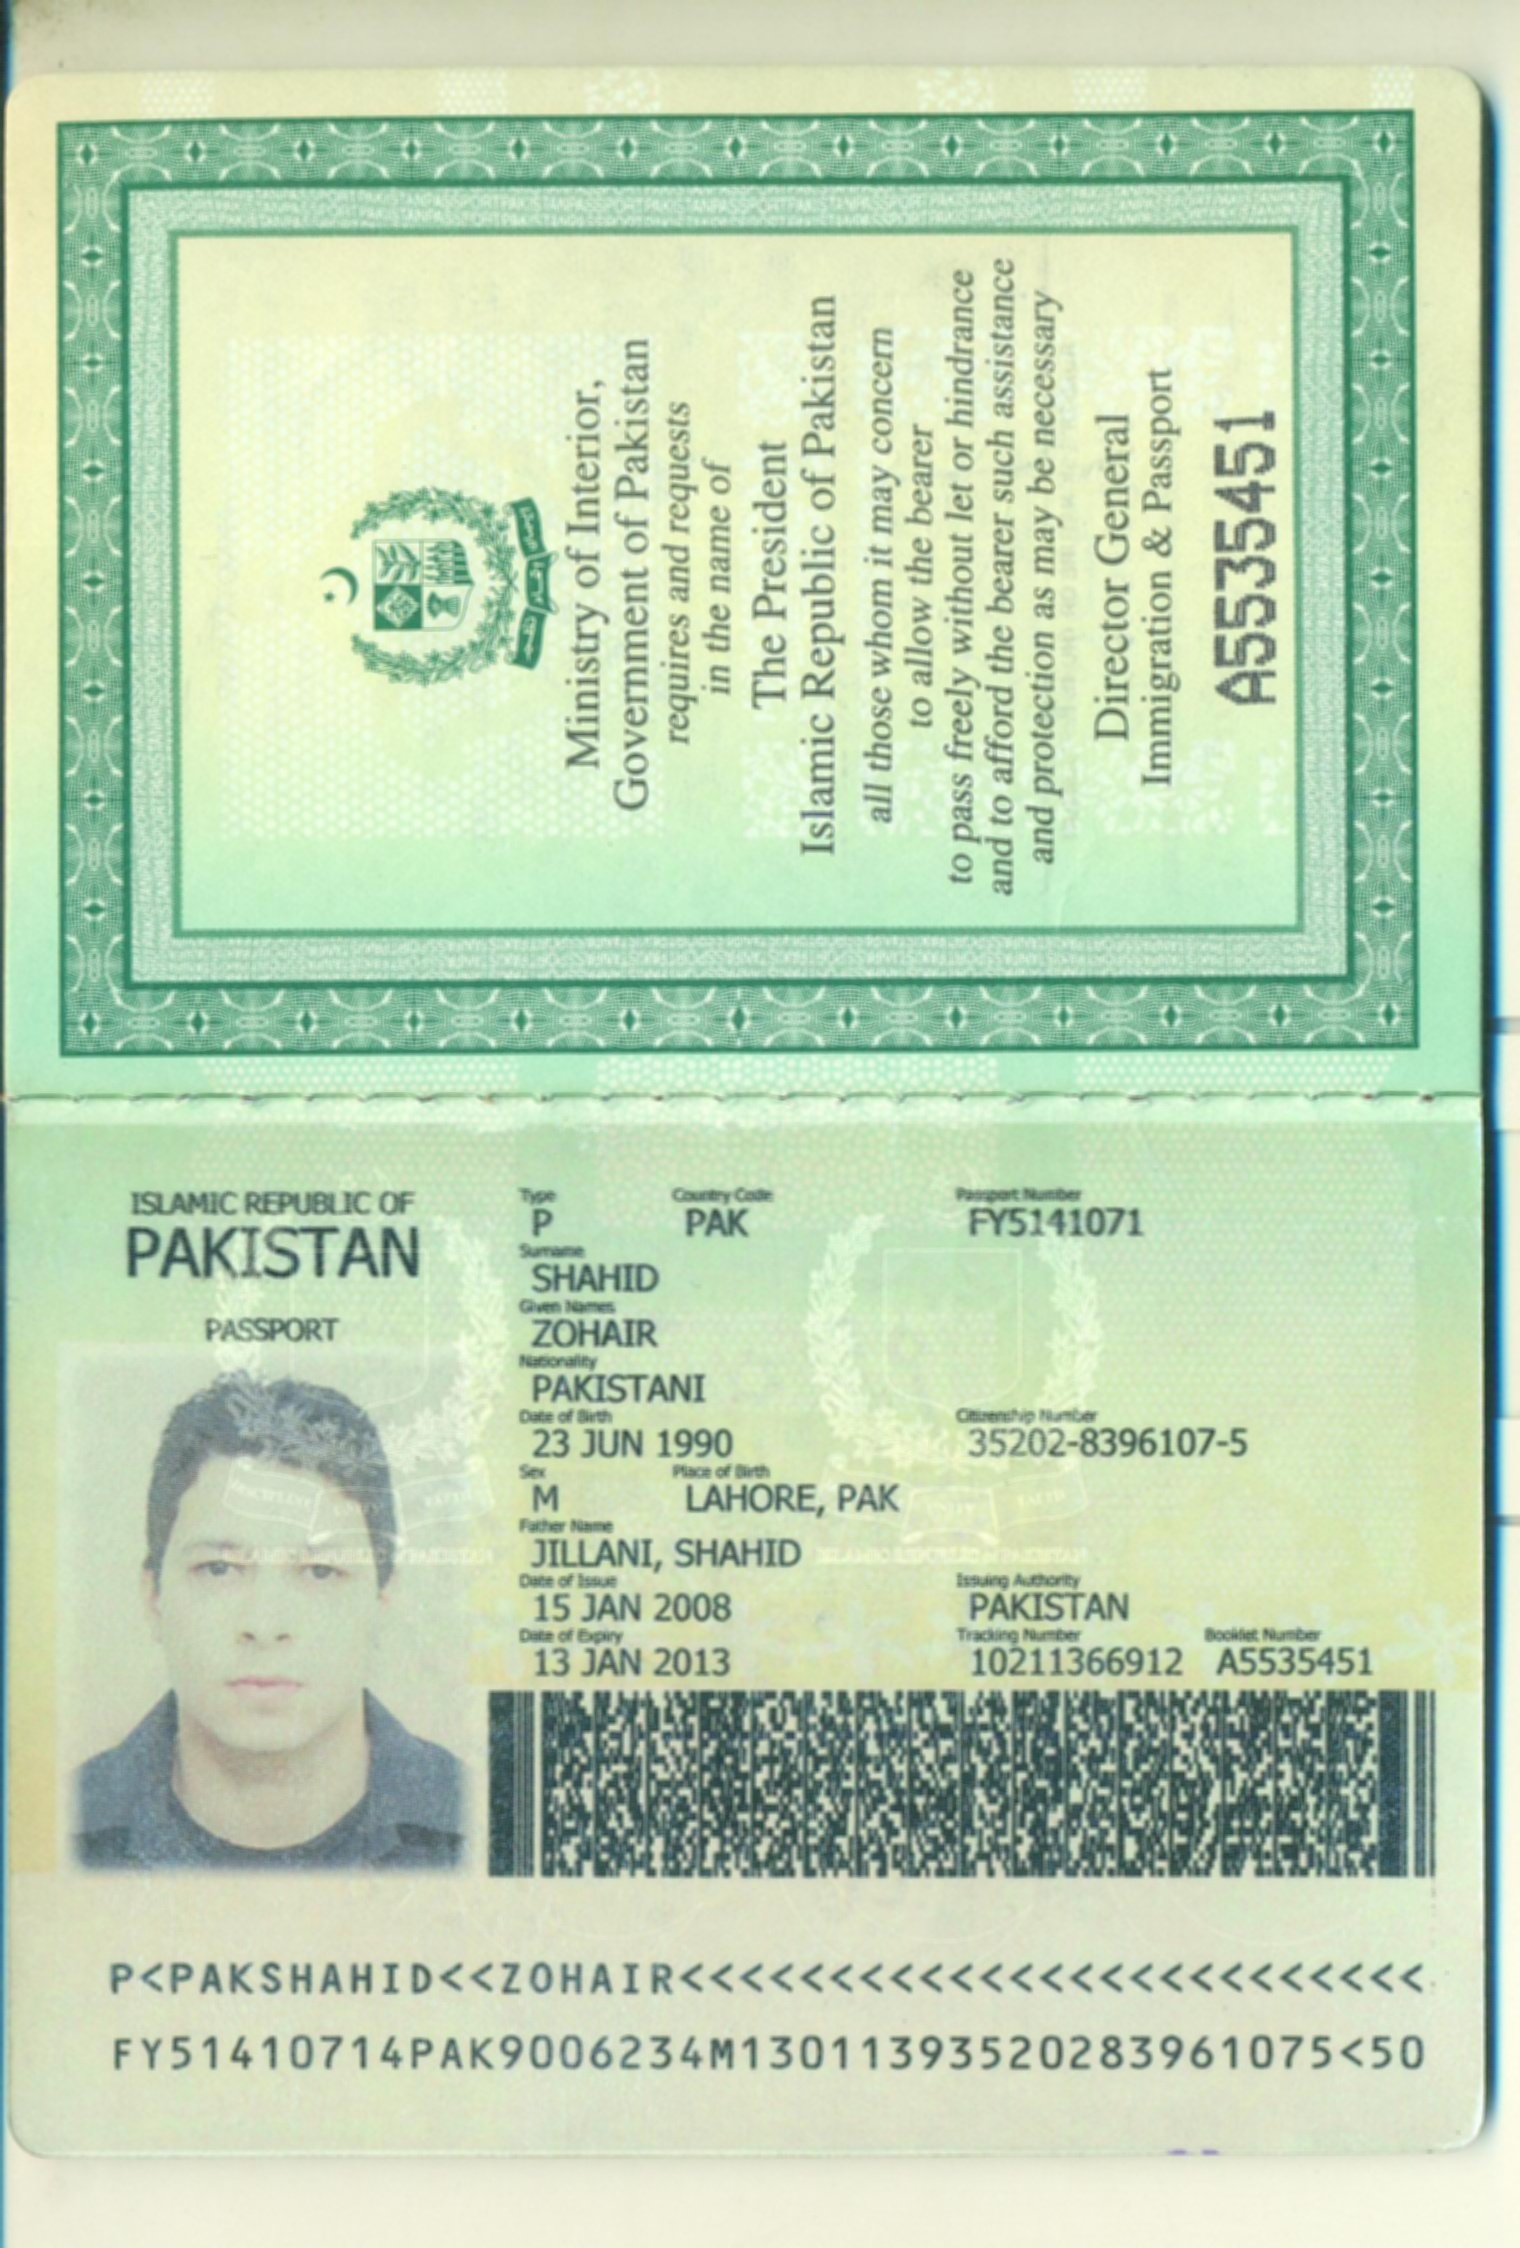 Ministry of Interior,
Government of Pakistan
requires and requests
in the name of
The President
Islamic Republic of Pakistan
all those whom it may concern
to allow the bearer
to pass freely without let or hindrance
and to afford the bearer such assistance
and protection as may be necessary
Director General
Immigration & Passport
A5535451
ISLAMIC REPUBLIC OF
PAKISTAN
PASSPORT
Type Country Code Passport Number
P PAK FY5141071
Surname
SHAHID
Given Names
ZOHAIR
Nationality
PAKISTANI
Date of Birth Citizenship Number
23 JUN 1990 35202-8396107-5
Sex Place of Birth
M LAHORE, PAK
Father Name
JILLANI, SHAHID
Date of Issue Issuing Authority
15 JAN 2008 PAKISTAN
Date of Expiry Tracking Number Booklet Number
13 JAN 2013 10211366912 A5535451
P<PAKSHAHID<<ZOHAIR<<<<<<<<<<<<<<<<<<<<<<<<<
FY51410714PAK9006234M13011393520283961075<50